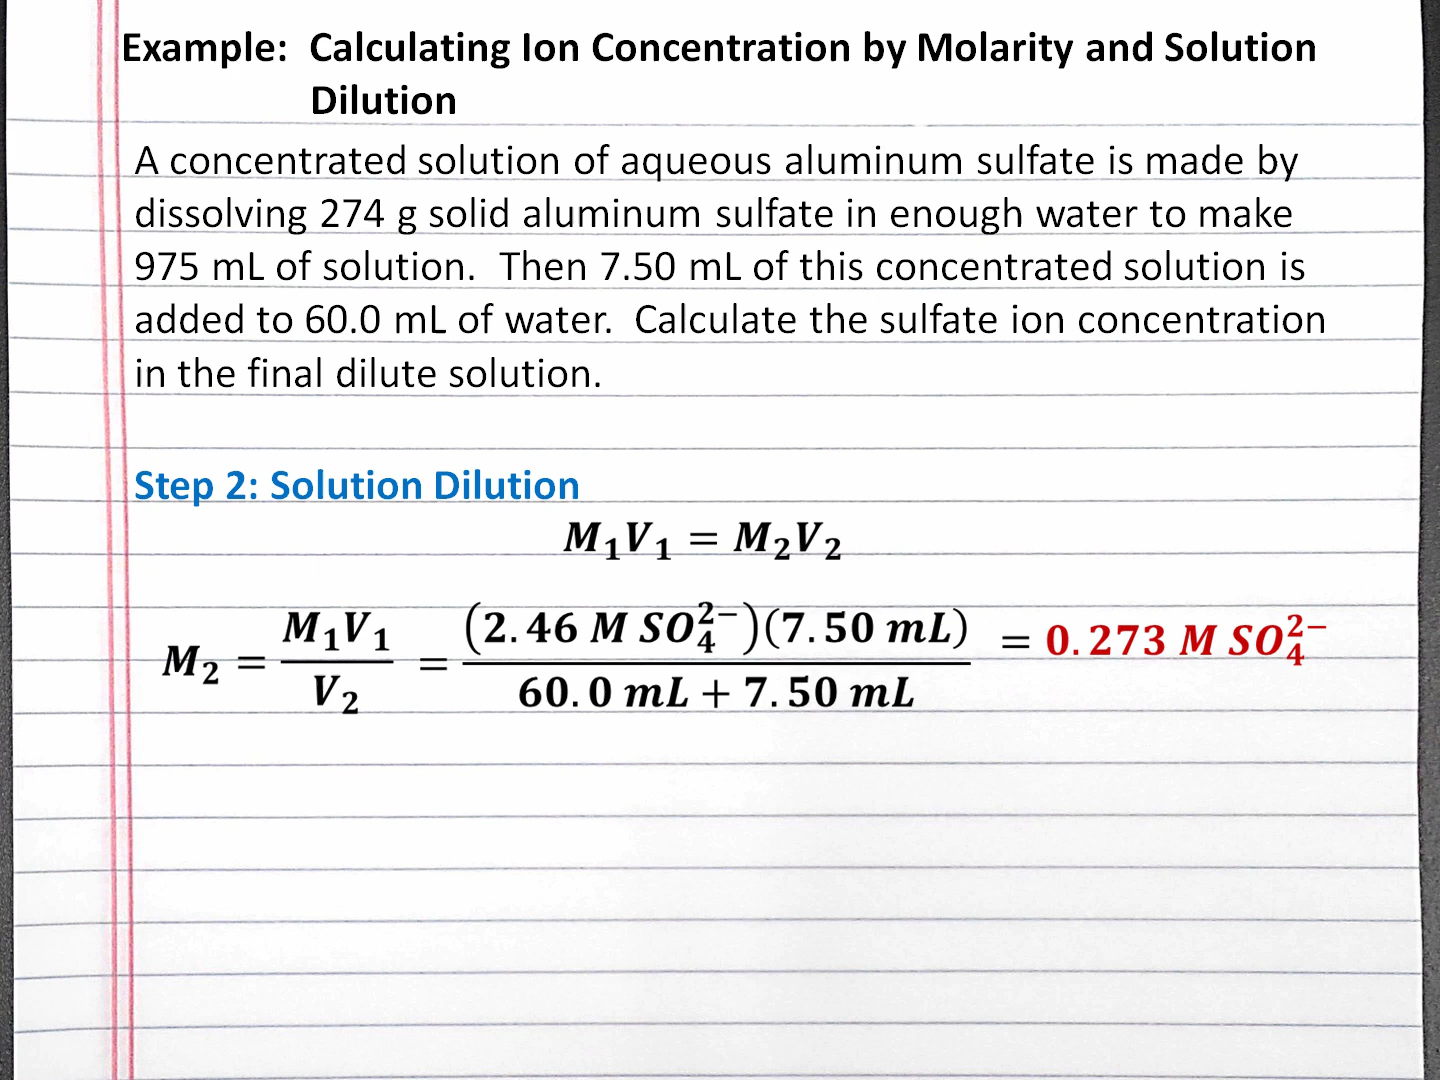 Example: Calculating Ion Concentration by Molarity and Solution
Dilution
A concentrated solution of aqueous aluminum sulfate is made by
dissolving 274 g solid aluminum sulfate in enough water to make
975 mL of solution. Then 7.50 mL of this concentrated solution is
added to 60.0 mL of water. Calculate the sulfate ion concentration
in the final dilute solution.
Step 2: Solution Dilution
M₁V₁ = M₂V₂
M₂ = M₁V₁ / V₂ = (2.46 M SO₄²⁻)(7.50 mL) / 60.0 mL + 7.50 mL = 0.273 M SO₄²⁻